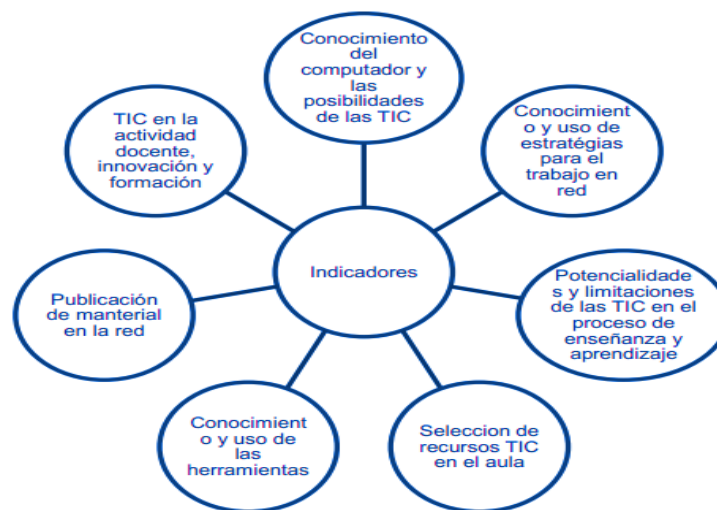 Conocimiento
del
computador y
las
posibilidades
de las TIC
Conocimient
o y uso de
estratégias
para el
trabajo en
red
Potencialidade
s y limitaciones
de las TIC en el
proceso de
enseñanza y
aprendizaje
Seleccion de
recursos TIC
en el aula
Conocimient
o y uso de
las
herramientas
Publicación
de manterial
en la red
TIC en la
actividad
docente,
innovación y
formación
Indicadores